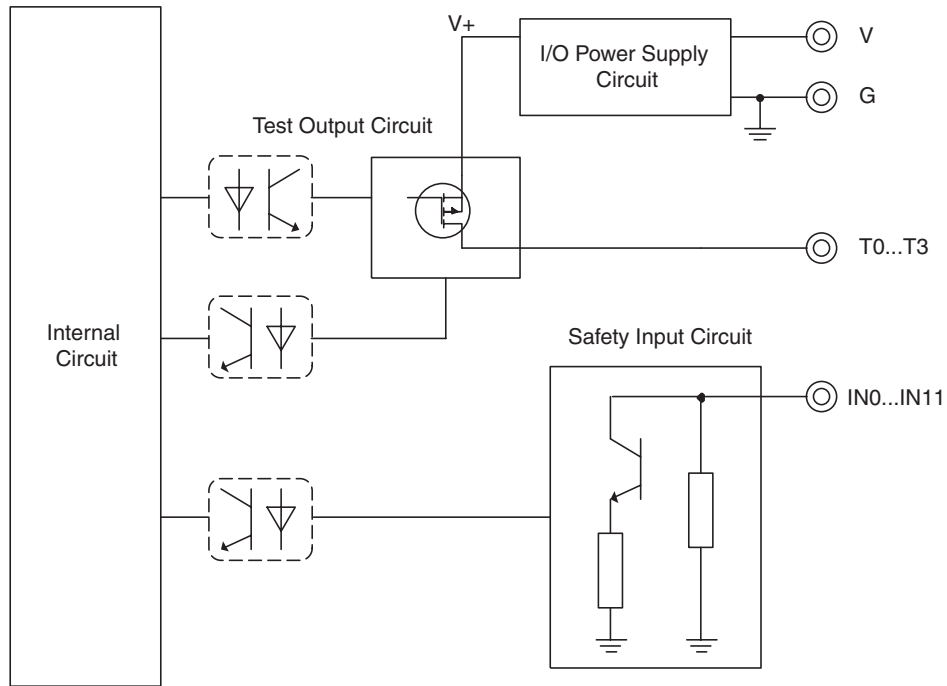 V+
I/O Power Supply
Circuit
V
G
Test Output Circuit
T0...T3
Internal
Circuit
Safety Input Circuit
IN0...IN11